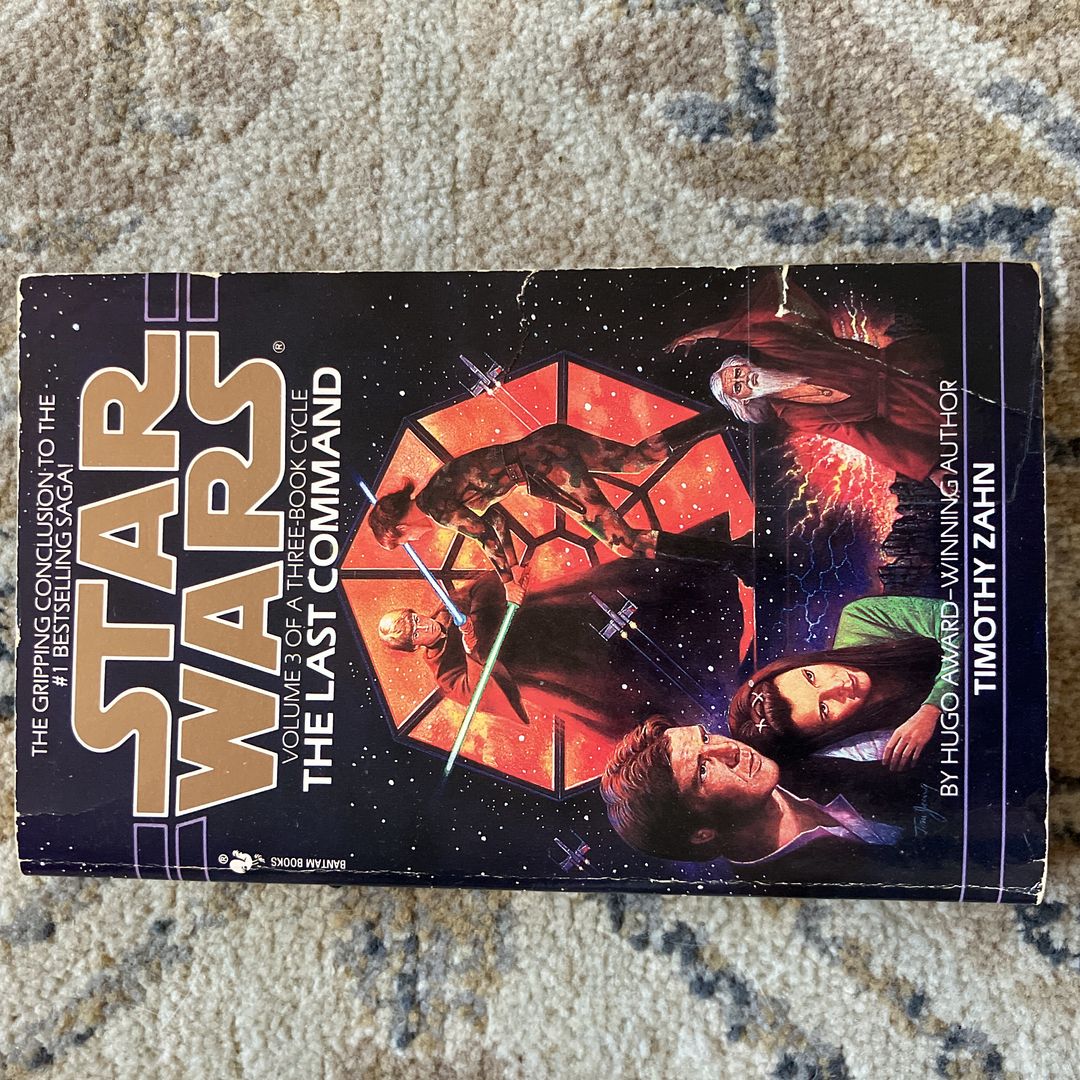 THE GRIPPING CONCLUSION TO THE
#1 BESTSELLING SAGA!
STAR
WARS®
VOLUME 3 OF A THREE-BOOK CYCLE
THE LAST COMMAND
®
BANTAM BOOKS
BY HUGO AWARD-WINNING AUTHOR
TIMOTHY ZAHN